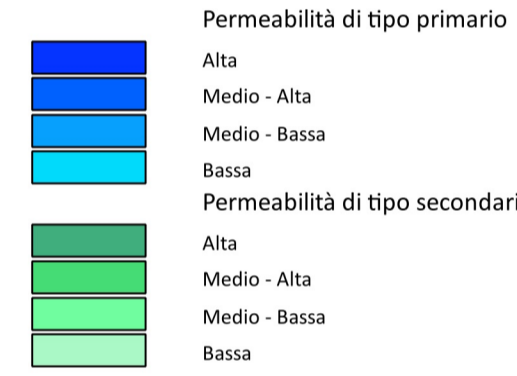 Permeabilità di tipo primario
Alta
Medio - Alta
Medio - Bassa
Bassa
Permeabilità di tipo secondari
Alta
Medio - Alta
Medio - Bassa
Bassa